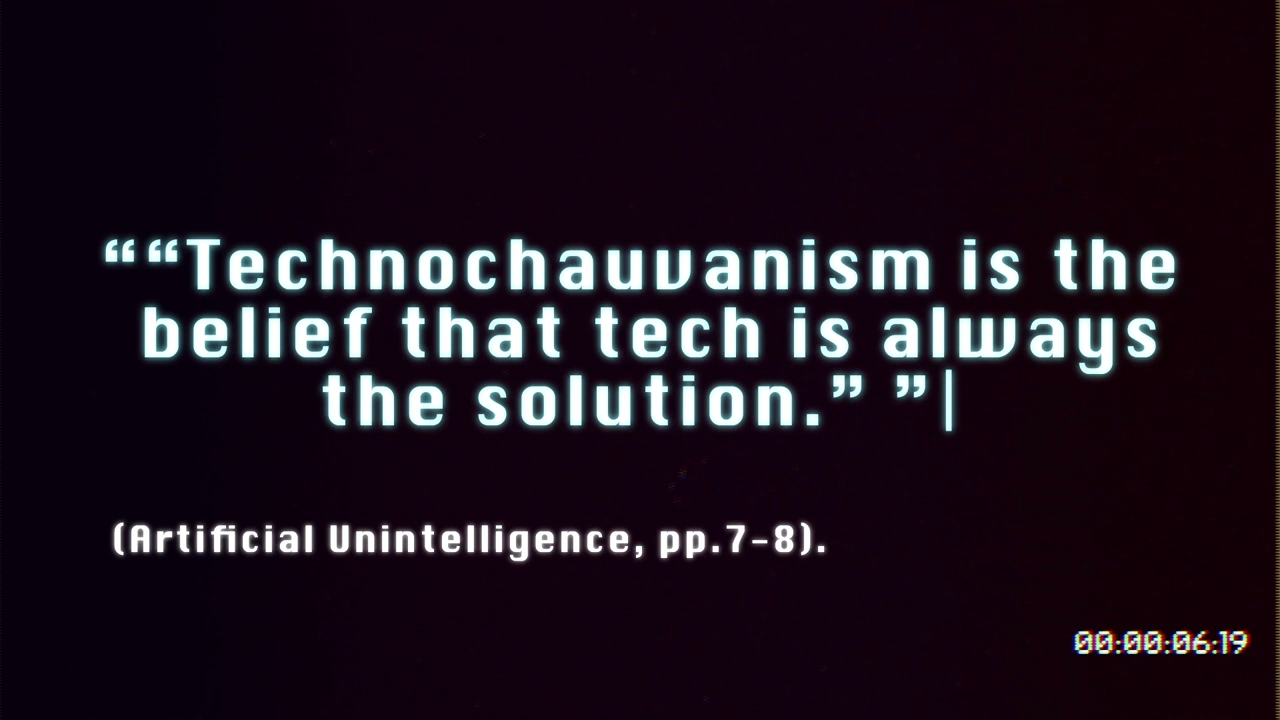 ““Technochauvanism is the
belief that tech is always
the solution.” ”|
(Artificial Unintelligence, pp.7-8).
00:00:06:19